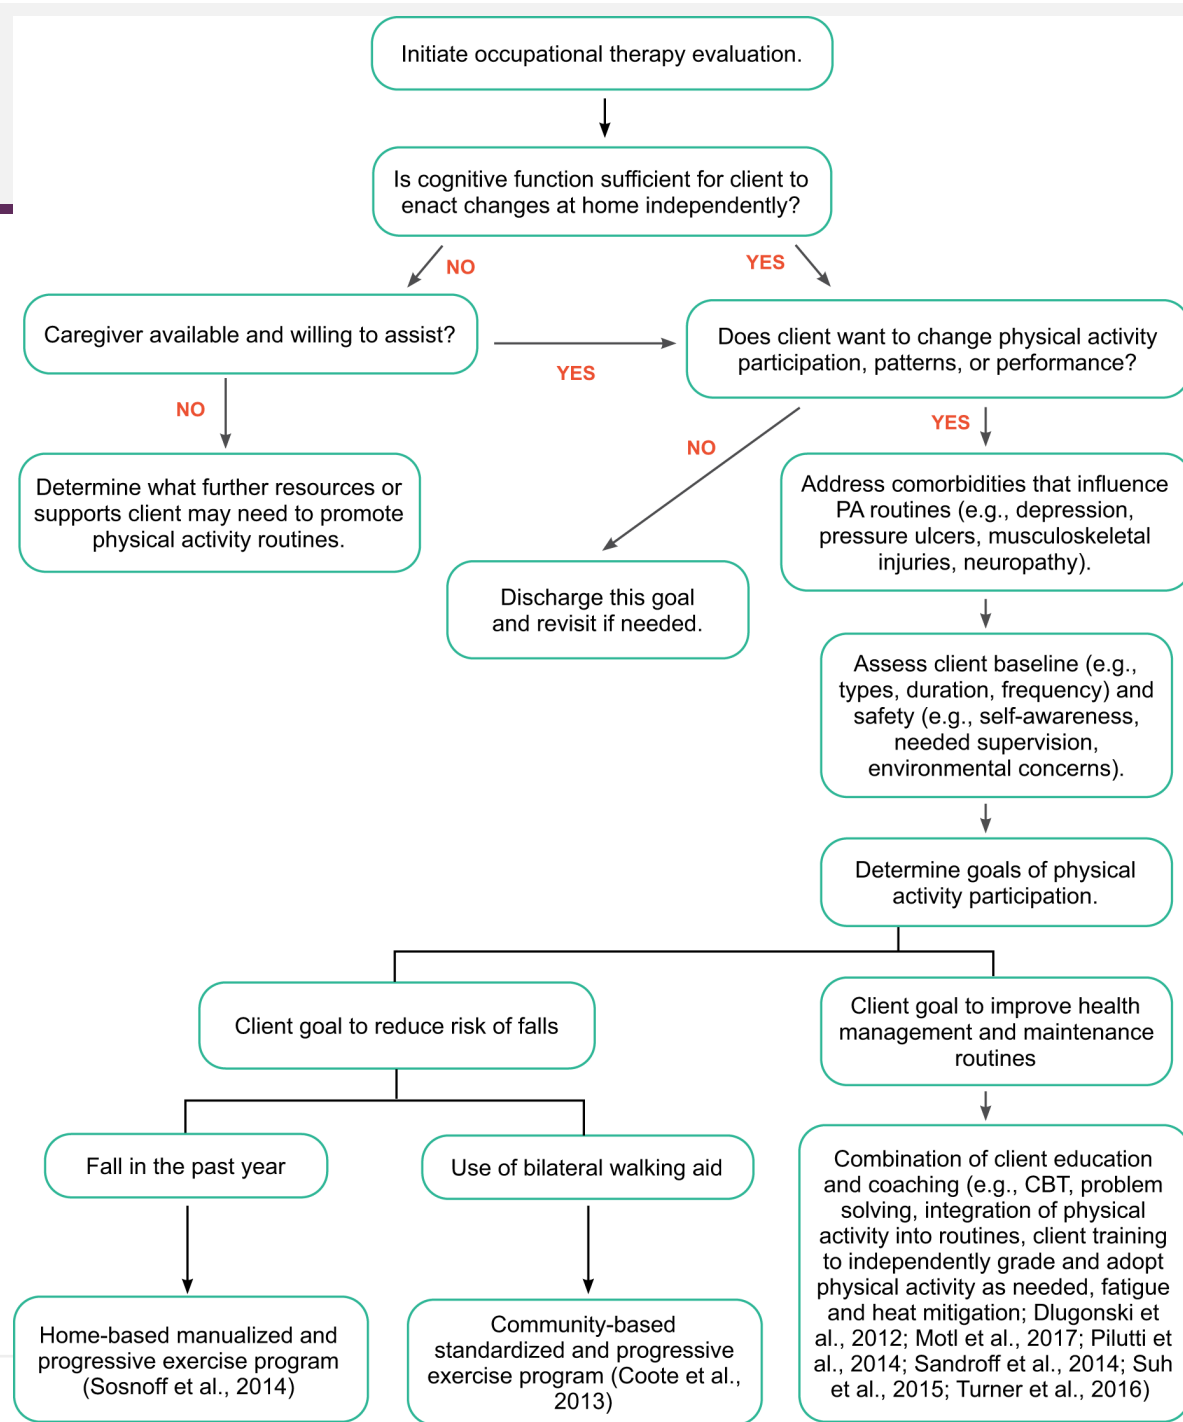 Initiate occupational therapy evaluation.
Is cognitive function sufficient for client to
enact changes at home independently?
NO
YES
Caregiver available and willing to assist?
YES
Does client want to change physical activity
participation, patterns, or performance?
NO
Determine what further resources or
supports client may need to promote
physical activity routines.
NO
Discharge this goal
and revisit if needed.
YES
Address comorbidities that influence
PA routines (e.g., depression,
pressure ulcers, musculoskeletal
injuries, neuropathy).
Assess client baseline (e.g.,
types, duration, frequency) and
safety (e.g., self-awareness,
needed supervision,
environmental concerns).
Determine goals of physical
activity participation.
Client goal to reduce risk of falls
Client goal to improve health
management and maintenance
routines
Fall in the past year
Use of bilateral walking aid
Home-based manualized and
progressive exercise program
(Sosnoff et al., 2014)
Community-based
standardized and progressive
exercise program (Coote et al.,
2013)
Combination of client education
and coaching (e.g., CBT, problem
solving, integration of physical
activity into routines, client training
to independently grade and adopt
physical activity as needed, fatigue
and heat mitigation; Dlugonski et
al., 2012; Motl et al., 2017; Pilutti et
al., 2014; Sandroff et al., 2014; Suh
et al., 2015; Turner et al., 2016)